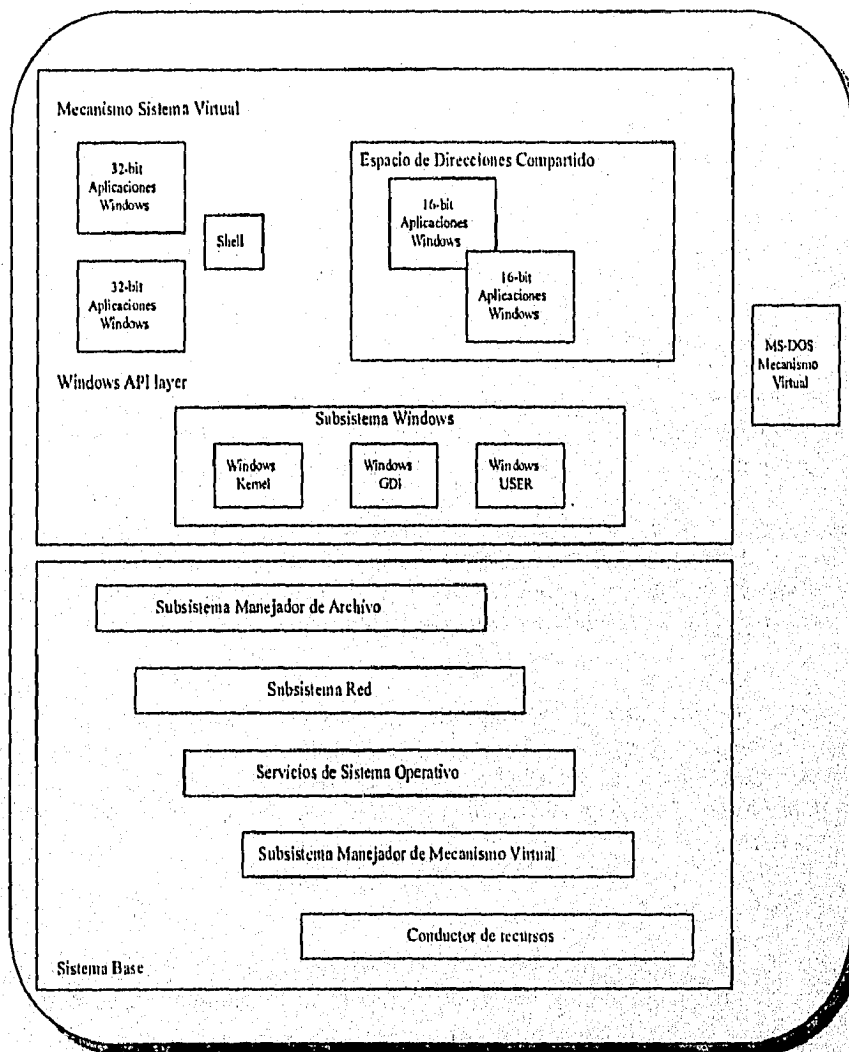 Mecanismo Sistema Virtual
32-bit
Aplicaciones
Windows
Shell
32-bit
Aplicaciones
Windows
Espacio de Direcciones Compartido
16-bit
Aplicaciones
Windows
16-bit
Aplicaciones
Windows
MS-DOS
Mecanismo
Virtual
Windows API layer
Subsistema Windows
Windows
Kernel
Windows
GDI
Windows
USER
Subsistema Manejador de Archivo
Subsistema Red
Servicios de Sistema Operativo
Subsistema Manejador de Mecanismo Virtual
Conductor de recursos
Sistema Base